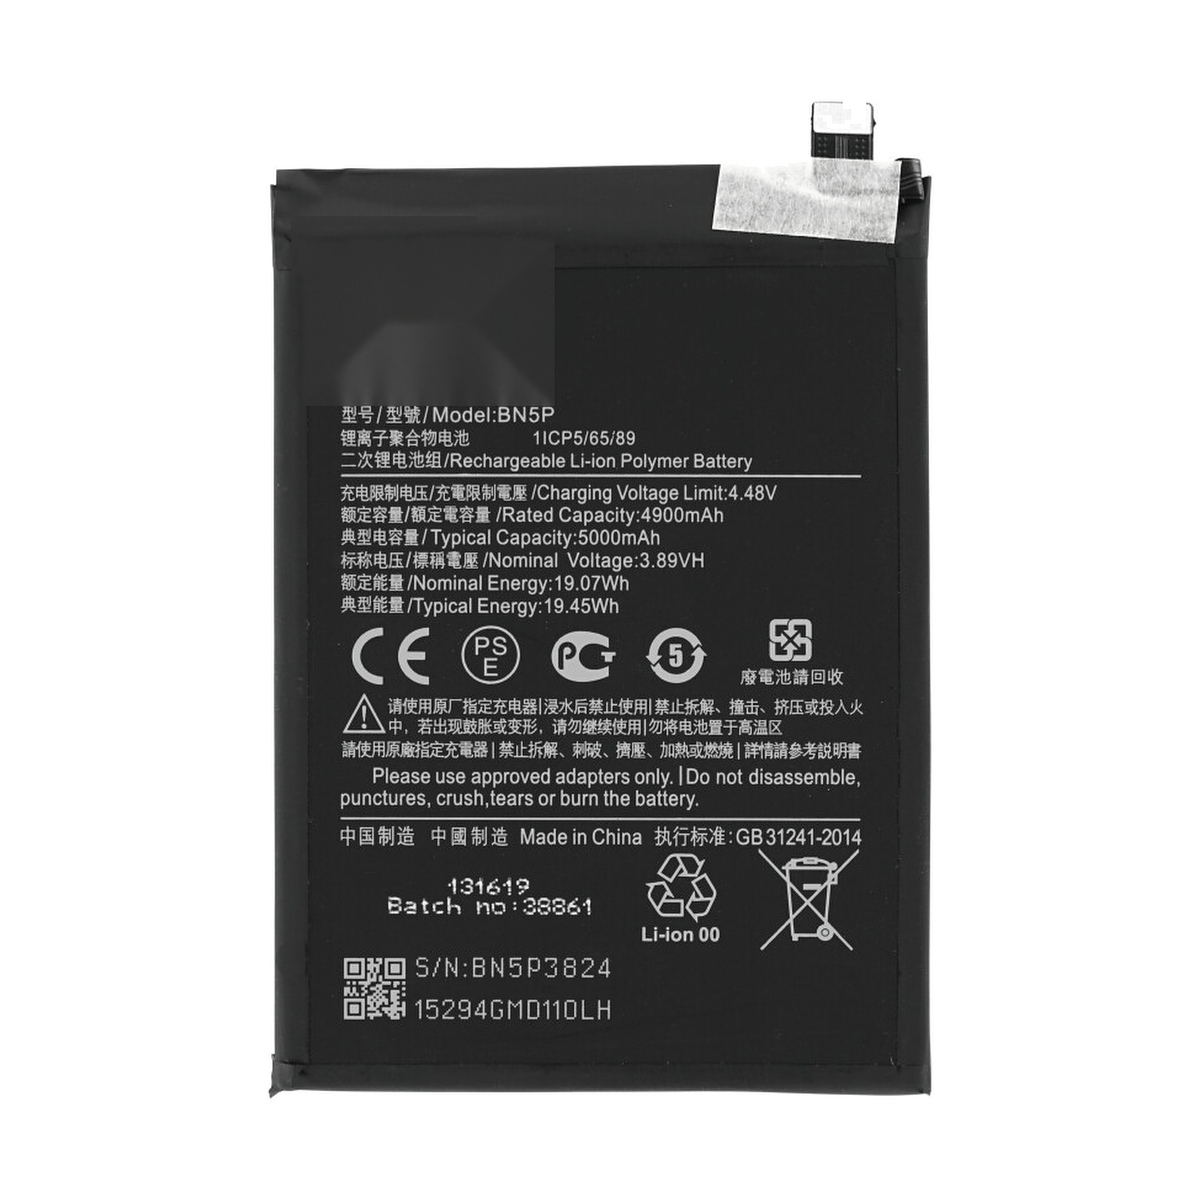 型号/型號/Model:BN5P
锂离子聚合物电池 1ICP5/65/89
二次锂电池组/Rechargeable Li-ion Polymer Battery
充电限制电压/充電限制電壓/Charging Voltage Limit:4.48V
额定容量/額定電容量/Rated Capacity:4900mAh
典型电容量/Typical Capacity:5000mAh
标称电压/標稱電壓/Nominal Voltage:3.89VH
额定能量/Nominal Energy:19.07Wh
典型能量/Typical Energy:19.45Wh
CE PS E PCT 5
廢電池請回收
请使用原厂指定充电器|浸水后禁止使用|禁止拆解、撞击、挤压或投入火
中，若出现鼓胀或变形，请勿继续使用|勿将电池置于高温区
請使用原廠指定充電器|禁止拆解、刺破、擠壓、加熱或燃燒|詳情請參考説明書
Please use approved adapters only. |Do not disassemble,
punctures, crush,tears or burn the battery.
中国制造 中國制造 Made in China 执行标准:GB 31241-2014
131619
Batch no:38861
Li-ion 00
S/N:BN5P3824
15294GMD110LH